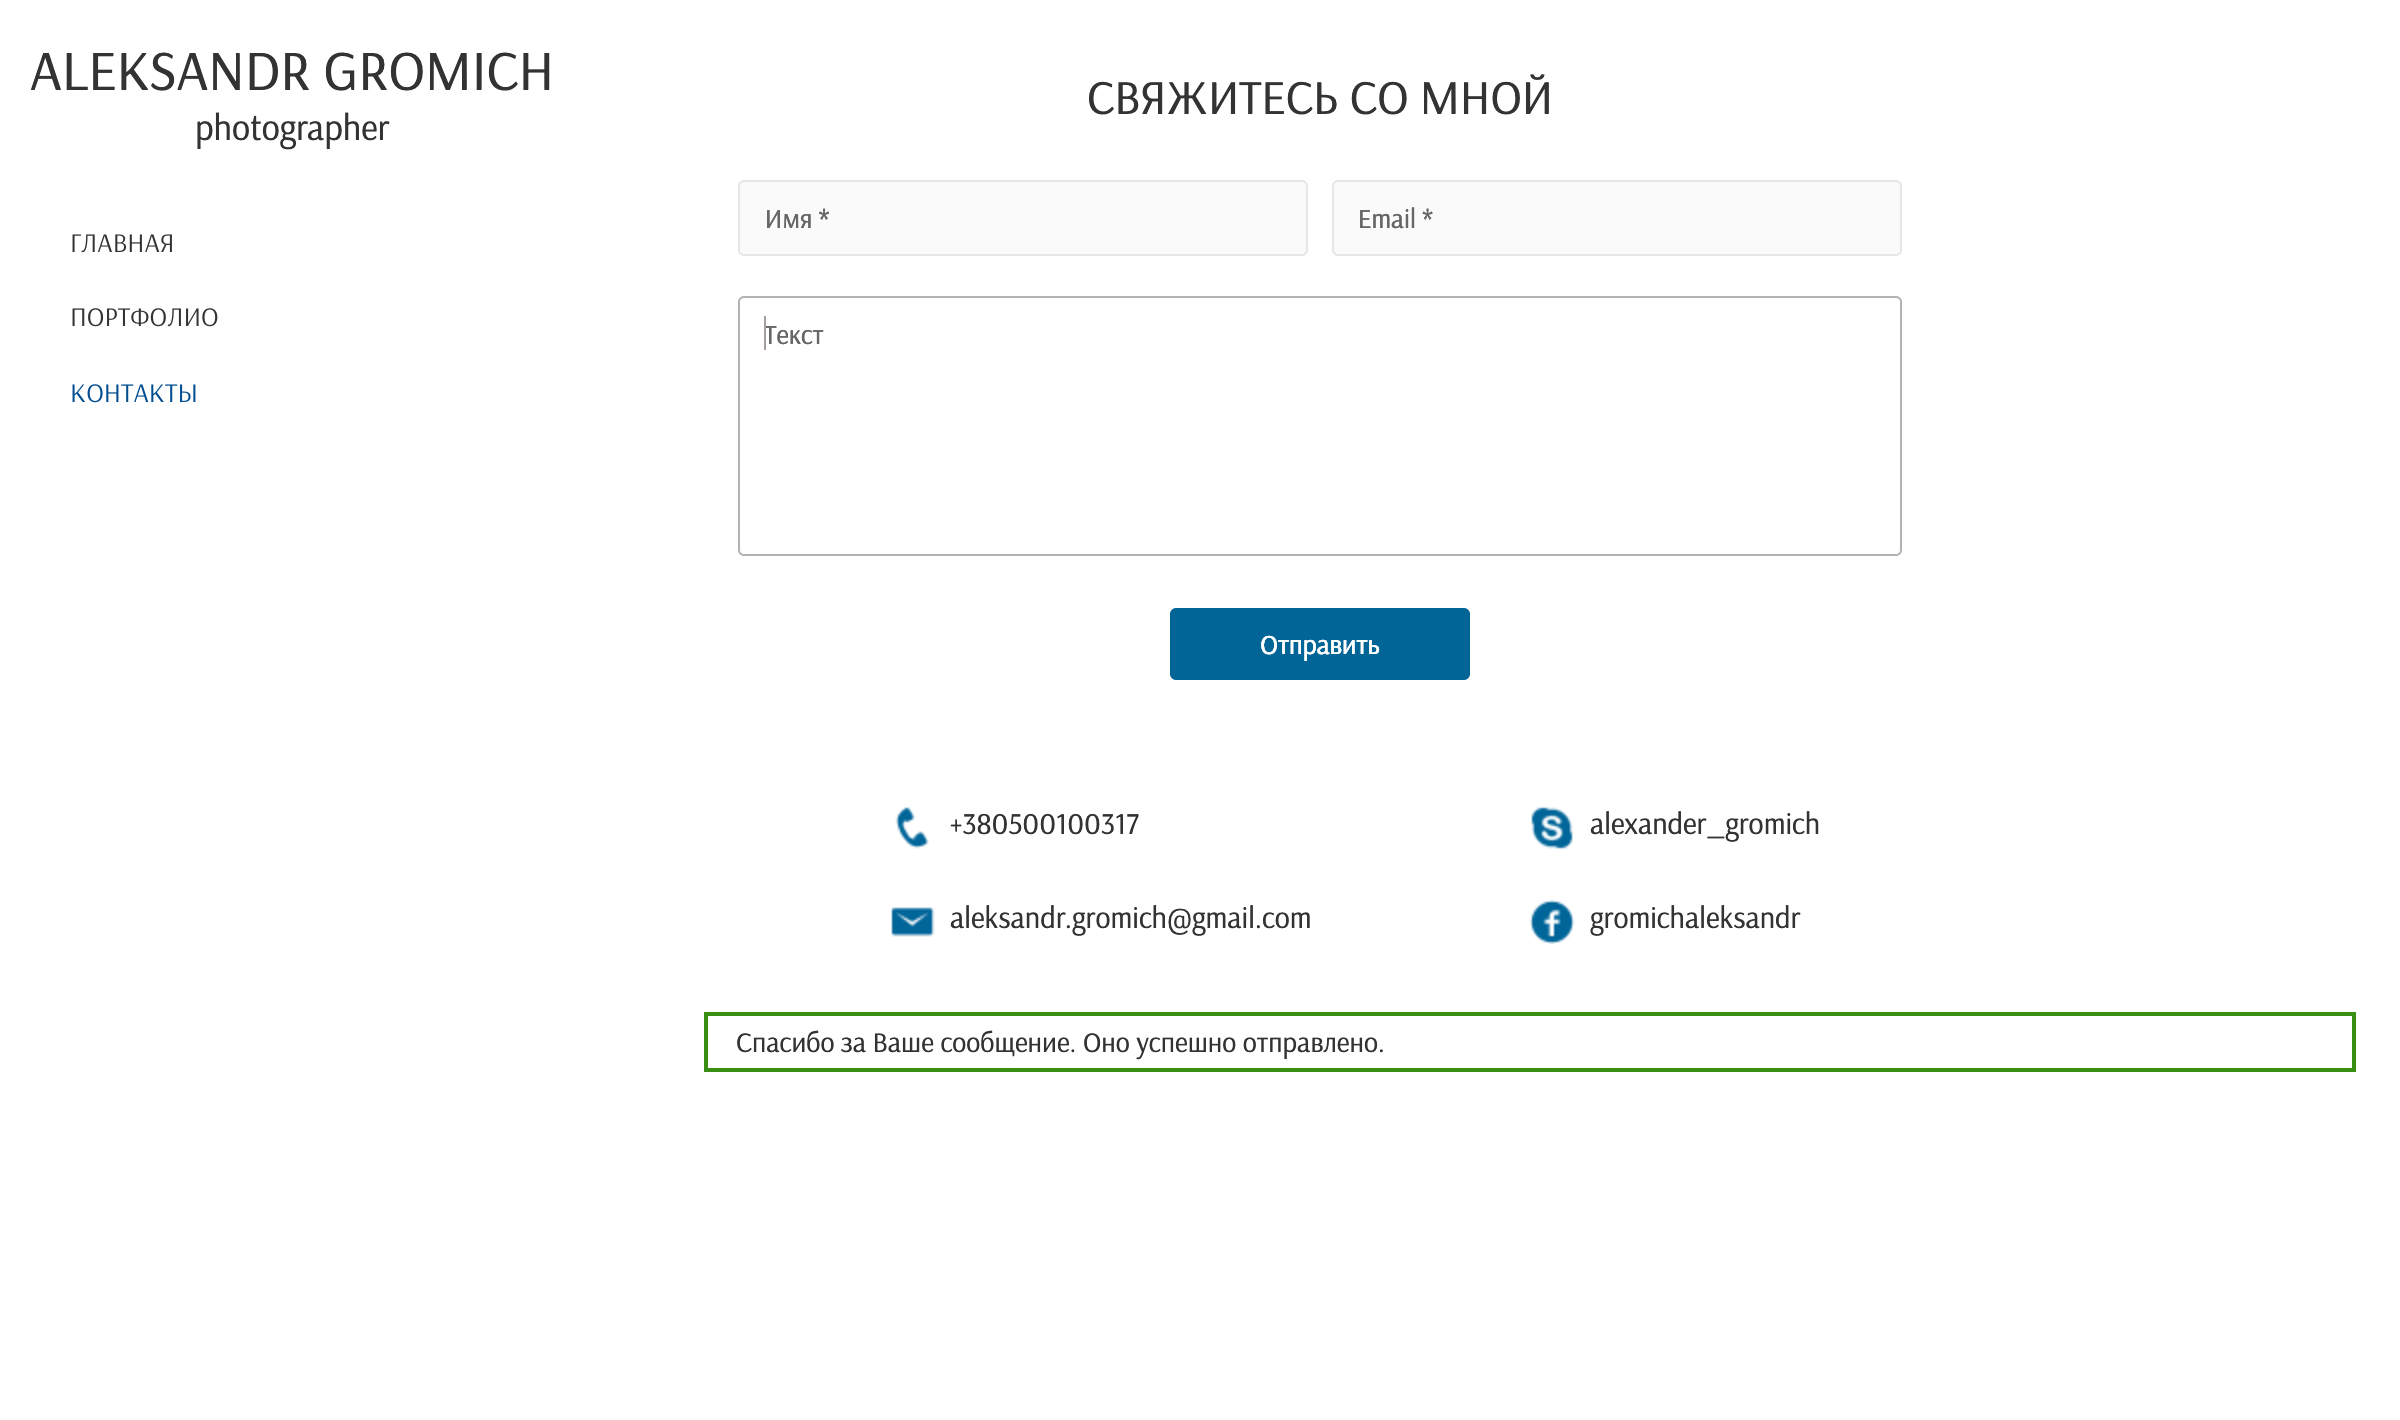 ALEKSANDR GROMICH
photographer
ГЛАВНАЯ
ПОРТФОЛИО
КОНТАКТЫ
СВЯЖИТЕСЬ СО МНОЙ
Имя *
Email *
Текст
Отправить
+380500100317
alexander_gromich
aleksandr.gromich@gmail.com
gromichaleksandr
Спасибо за Ваше сообщение. Оно успешно отправлено.